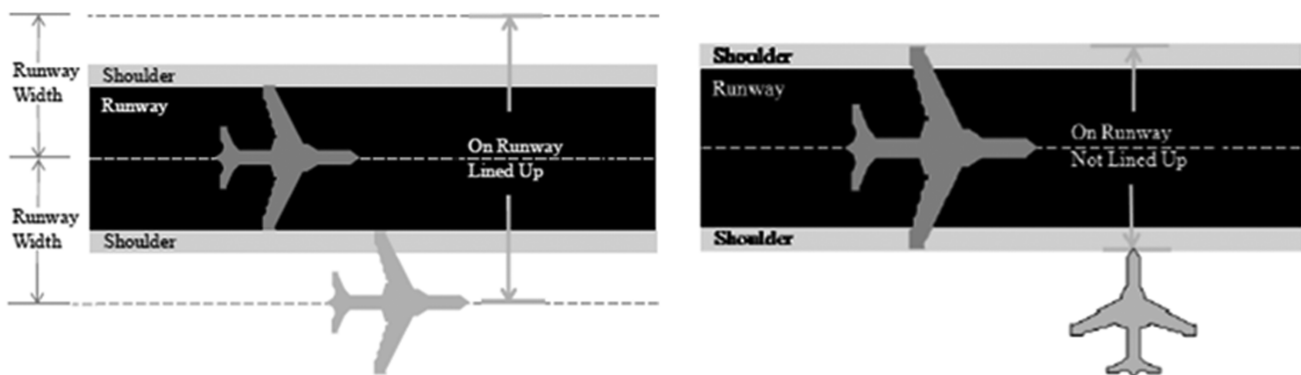 Runway
Width
Runway
Width
Shoulder
Runway
On Runway
Lined Up
Shoulder
Shoulder
Runway
On Runway
Not Lined Up
Shoulder